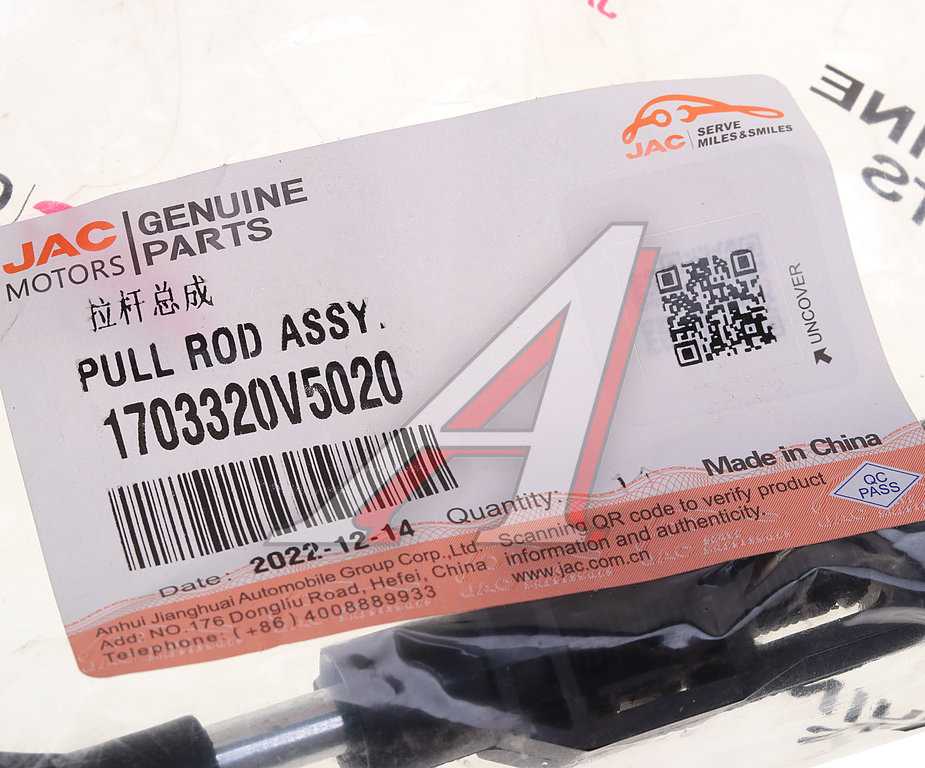 JAC
MOTORS
GENUINE
PARTS
JAC
SERVE
MILES&SMILES
拉杆总成
PULL ROD ASSY.
1703320V5020
UNCOVER
Made in China
QC
PASS
Quantity: 1
Date: 2022-12-14
Scanning QR code to verify product
information and authenticity.
www.jac.com.cn
Anhui Jianghuai Automobile Group Corp.,Ltd.
Add: NO.176 Dongliu Road, Hefei, China
Telephone: (+86)4008889933